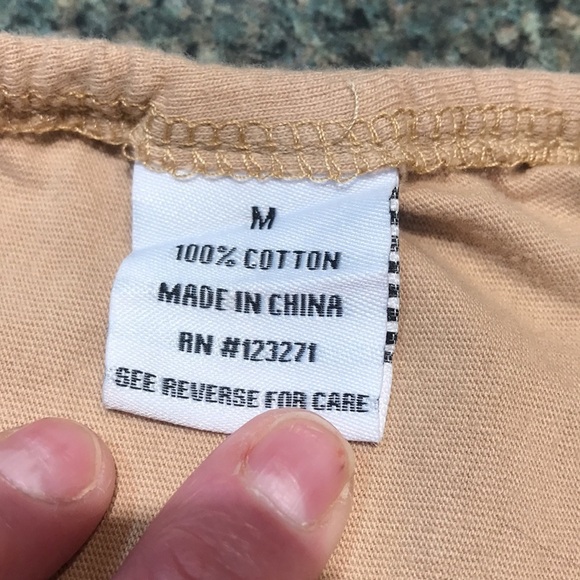 M
100% COTTON
MADE IN CHINA
RN #123271
SEE REVERSE FOR CARE